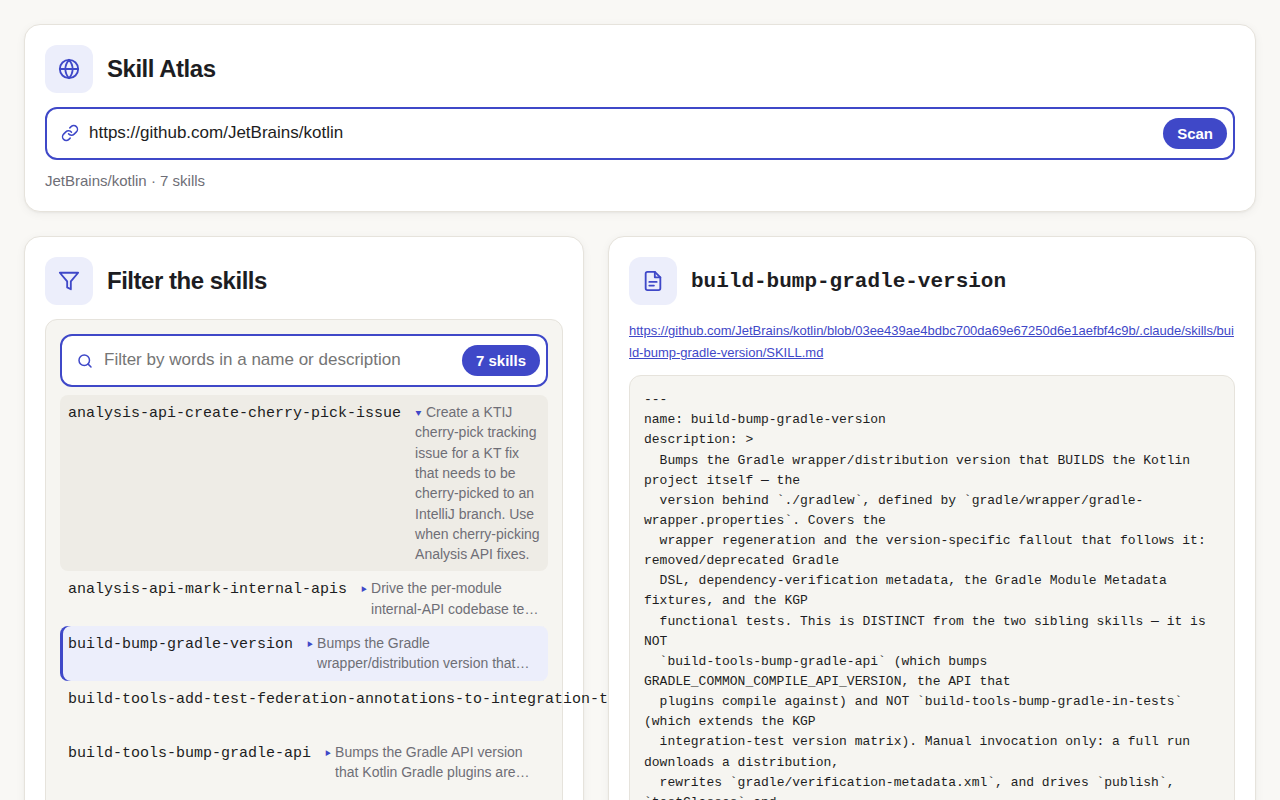 Skill Atlas
https://github.com/JetBrains/kotlin
Scan
JetBrains/kotlin · 7 skills
Filter the skills
Filter by words in a name or description
7 skills
analysis-api-create-cherry-pick-issue
▾ Create a KTIJ
cherry-pick tracking
issue for a KT fix
that needs to be
cherry-picked to an
IntelliJ branch. Use
when cherry-picking
Analysis API fixes.
analysis-api-mark-internal-apis
▸ Drive the per-module
internal-API codebase te…
build-bump-gradle-version
▸ Bumps the Gradle
wrapper/distribution version that…
build-tools-add-test-federation-annotations-to-integration-t
build-tools-bump-gradle-api
▸ Bumps the Gradle API version
that Kotlin Gradle plugins are…
build-bump-gradle-version
https://github.com/JetBrains/kotlin/blob/03ee439ae4bdbc700da69e67250d6e1aefbf4c9b/.claude/skills/bui
ld-bump-gradle-version/SKILL.md
---
name: build-bump-gradle-version
description: >
Bumps the Gradle wrapper/distribution version that BUILDS the Kotlin
project itself — the
version behind `./gradlew`, defined by `gradle/wrapper/gradle-
wrapper.properties`. Covers the
wrapper regeneration and the version-specific fallout that follows it:
removed/deprecated Gradle
DSL, dependency-verification metadata, the Gradle Module Metadata
fixtures, and the KGP
functional tests. This is DISTINCT from the two sibling skills — it is
NOT
`build-tools-bump-gradle-api` (which bumps
GRADLE_COMMON_COMPILE_API_VERSION, the API that
plugins compile against) and NOT `build-tools-bump-gradle-in-tests`
(which extends the KGP
integration-test version matrix). Manual invocation only: a full run
downloads a distribution,
rewrites `gradle/verification-metadata.xml`, and drives `publish`,